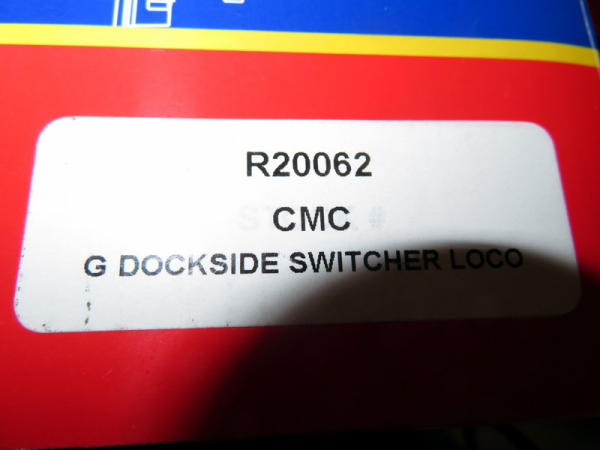 R20062
CMC
G DOCKSIDE SWITCHER LOCO